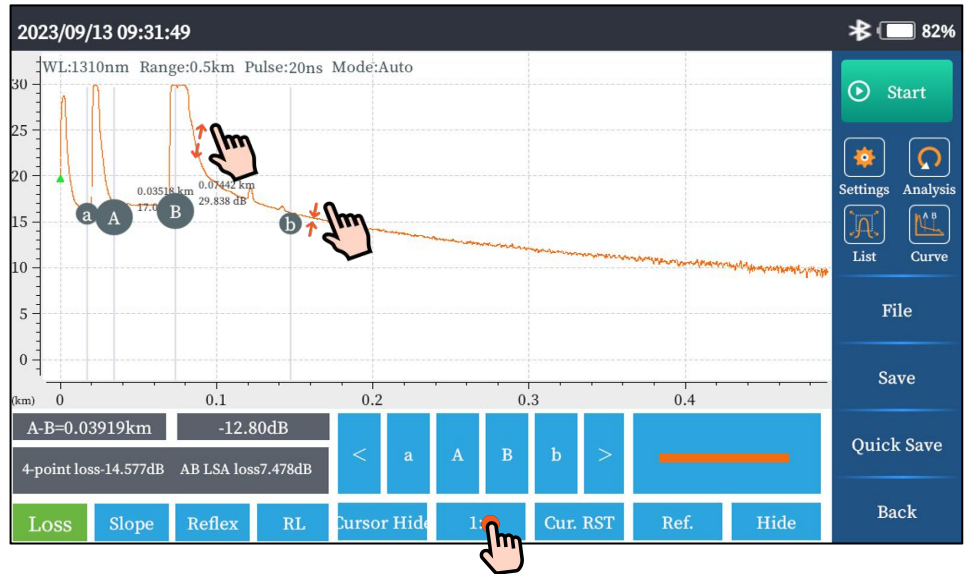 2023/09/13 09:31:49
82%
WL:1310nm Range:0.5km Pulse:20ns Mode:Auto
30
25
20
15
10
5
0
0.03518 km
17.0
0.07442 km
29.838 dB
a
A
B
b
(km) 0 0.1 0.2 0.3 0.4
Start
Settings Analysis
A B
List Curve
File
Save
Quick Save
Back
A-B=0.03919km -12.80dB
4-point loss-14.577dB AB LSA loss7.478dB
< a A B b >
Loss Slope Reflex RL Cursor Hide 1: Cur. RST Ref. Hide